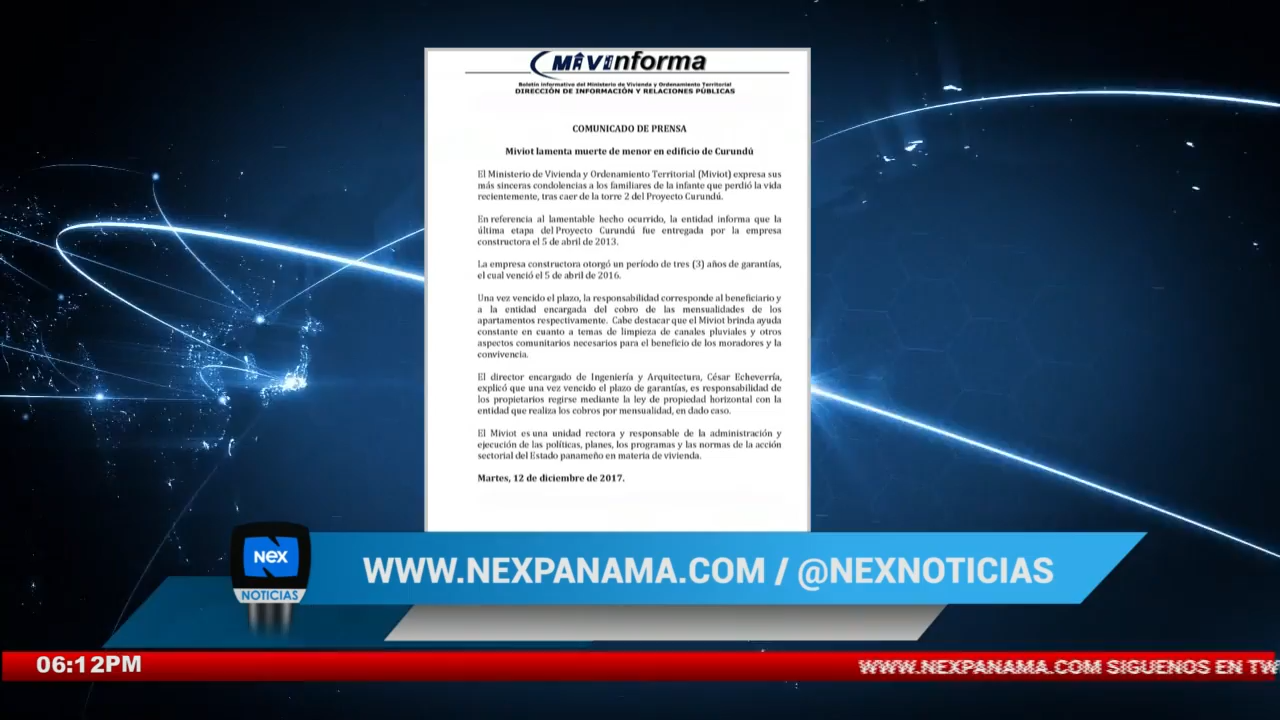 MIVInforma
Boletín informativo del Ministerio de Vivienda y Ordenamiento Territorial
DIRECCIÓN DE INFORMACIÓN Y RELACIONES PÚBLICAS
COMUNICADO DE PRENSA
Miviot lamenta muerte de menor en edificio de Curundú
El Ministerio de Vivienda y Ordenamiento Territorial (Miviot) expresa sus
más sinceras condolencias a los familiares de la infante que perdió la vida
recientemente, tras caer de la torre 2 del Proyecto Curundú.
En referencia al lamentable hecho ocurrido, la entidad informa que la
última etapa del Proyecto Curundú fue entregada por la empresa
constructora el 5 de abril de 2013.
La empresa constructora otorgó un período de tres (3) años de garantías,
el cual venció el 5 de abril de 2016.
Una vez vencido el plazo, la responsabilidad corresponde al beneficiario y
a la entidad encargada del cobro de las mensualidades de los
apartamentos respectivamente. Cabe destacar que el Miviot brinda ayuda
constante en cuanto a temas de limpieza de canales pluviales y otros
aspectos comunitarios necesarios para el beneficio de los moradores y la
convivencia.
El director encargado de Ingeniería y Arquitectura, César Echeverría,
explicó que una vez vencido el plazo de garantías, es responsabilidad de
los propietarios regirse mediante la ley de propiedad horizontal con la
entidad que realiza los cobros por mensualidad, en dado caso.
El Miviot es una unidad rectora y responsable de la administración y
ejecución de las políticas, planes, los programas y las normas de la acción
sectorial del Estado panameño en materia de vivienda.
Martes, 12 de diciembre de 2017.
nex
NOTICIAS
WWW.NEXPANAMA.COM / @NEXNOTICIAS
06:12PM
WWW.NEXPANAMA.COM SIGUENOS EN TW